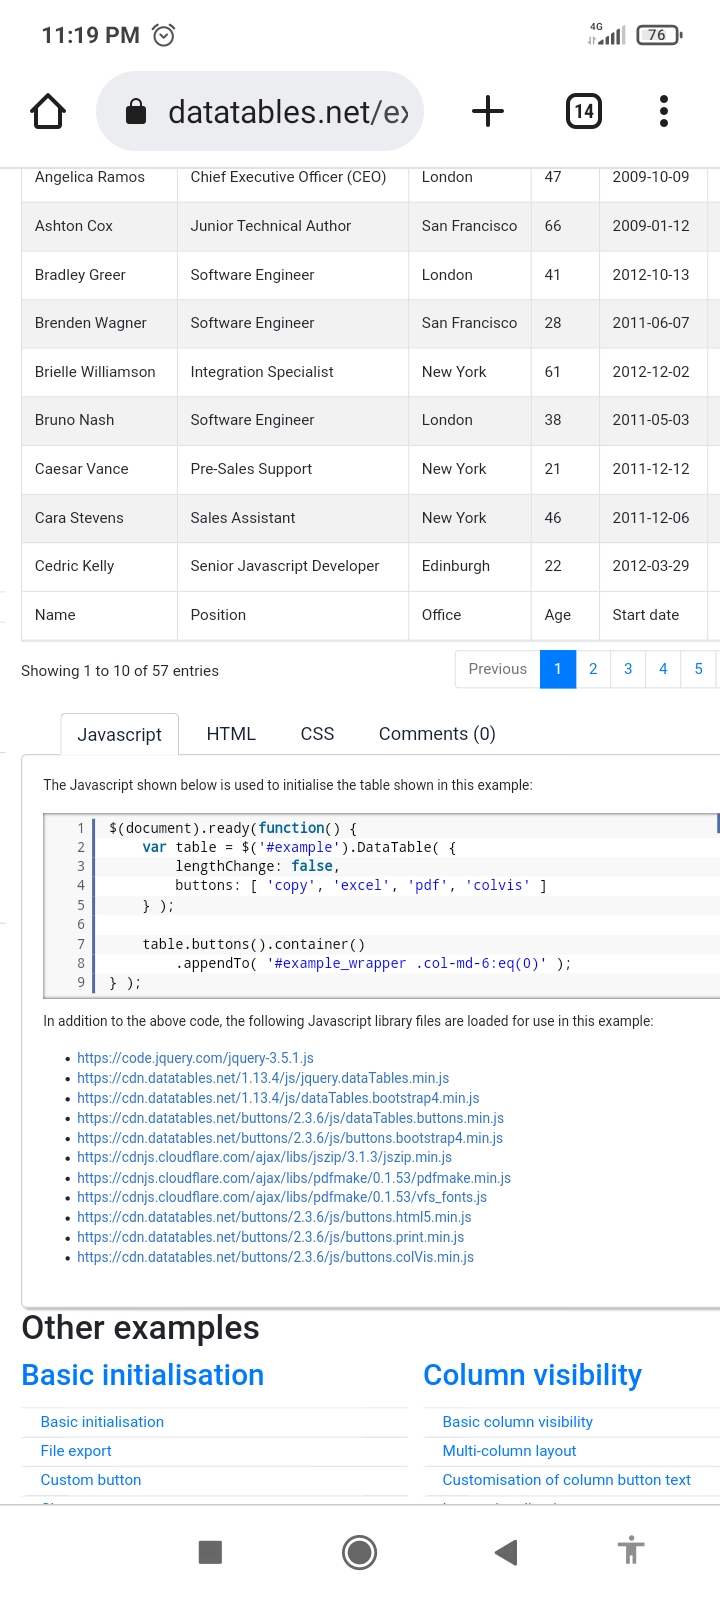 11:19 PM 4G 76
datatables.net/ex 14
Angelica Ramos Chief Executive Officer (CEO) London 47 2009-10-09
Ashton Cox Junior Technical Author San Francisco 66 2009-01-12
Bradley Greer Software Engineer London 41 2012-10-13
Brenden Wagner Software Engineer San Francisco 28 2011-06-07
Brielle Williamson Integration Specialist New York 61 2012-12-02
Bruno Nash Software Engineer London 38 2011-05-03
Caesar Vance Pre-Sales Support New York 21 2011-12-12
Cara Stevens Sales Assistant New York 46 2011-12-06
Cedric Kelly Senior Javascript Developer Edinburgh 22 2012-03-29
Name Position Office Age Start date
Showing 1 to 10 of 57 entries Previous 1 2 3 4 5
Javascript HTML CSS Comments (0)
The Javascript shown below is used to initialise the table shown in this example:
1 $(document).ready(function() {
2 var table = $('#example').DataTable( {
3 lengthChange: false,
4 buttons: [ 'copy', 'excel', 'pdf', 'colvis' ]
5 } );
6
7 table.buttons().container()
8 .appendTo( '#example_wrapper .col-md-6:eq(0)' );
9 } );
In addition to the above code, the following Javascript library files are loaded for use in this example:
• https://code.jquery.com/jquery-3.5.1.js
• https://cdn.datatables.net/1.13.4/js/jquery.dataTables.min.js
• https://cdn.datatables.net/1.13.4/js/dataTables.bootstrap4.min.js
• https://cdn.datatables.net/buttons/2.3.6/js/dataTables.buttons.min.js
• https://cdn.datatables.net/buttons/2.3.6/js/buttons.bootstrap4.min.js
• https://cdnjs.cloudflare.com/ajax/libs/jszip/3.1.3/jszip.min.js
• https://cdnjs.cloudflare.com/ajax/libs/pdfmake/0.1.53/pdfmake.min.js
• https://cdnjs.cloudflare.com/ajax/libs/pdfmake/0.1.53/vfs_fonts.js
• https://cdn.datatables.net/buttons/2.3.6/js/buttons.html5.min.js
• https://cdn.datatables.net/buttons/2.3.6/js/buttons.print.min.js
• https://cdn.datatables.net/buttons/2.3.6/js/buttons.colVis.min.js
Other examples
Basic initialisation Column visibility
Basic initialisation Basic column visibility
File export Multi-column layout
Custom button Customisation of column button text